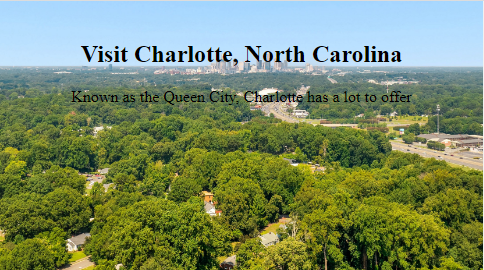 Visit Charlotte, North Carolina
Known as the Queen City, Charlotte has a lot to offer